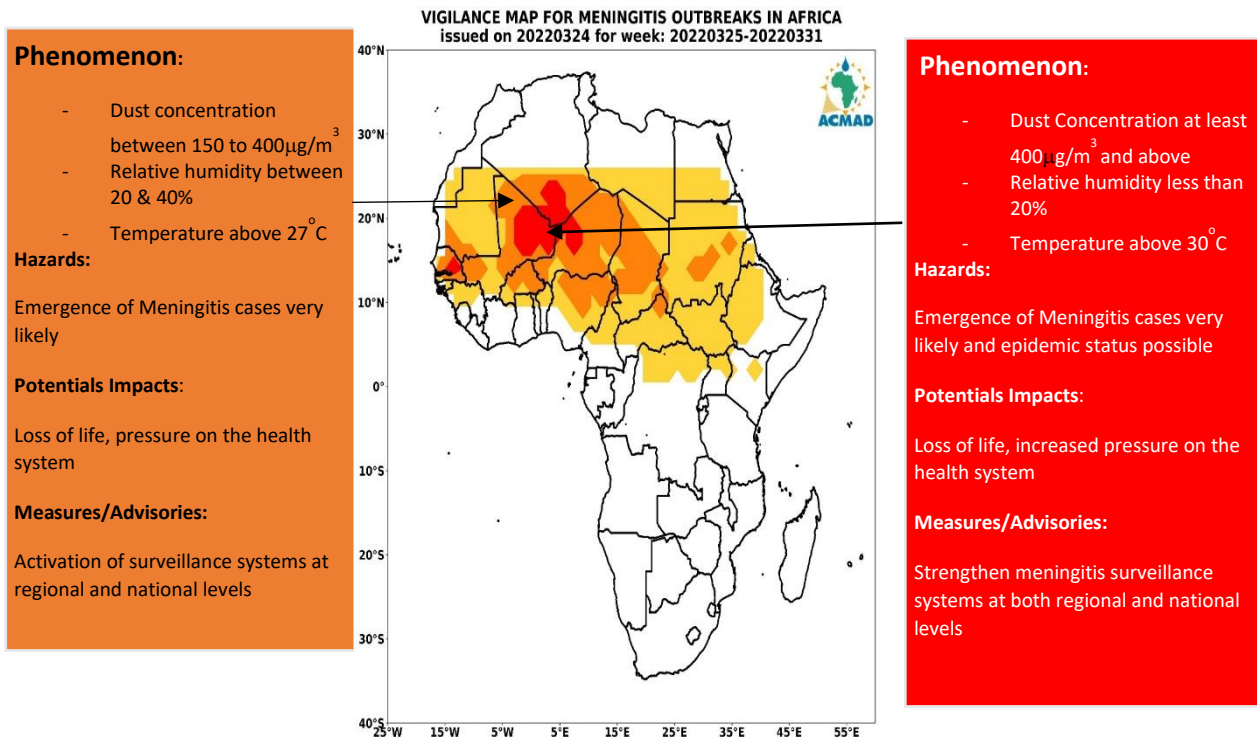 VIGILANCE MAP FOR MENINGITIS OUTBREAKS IN AFRICA
issued on 20220324 for week: 20220325-20220331
Phenomenon:
- Dust concentration
between 150 to 400µg/m³
- Relative humidity between
20 & 40%
- Temperature above 27°C
Hazards:
Emergence of Meningitis cases very
likely
Potentials Impacts:
Loss of life, pressure on the health
system
Measures/Advisories:
Activation of surveillance systems at
regional and national levels
40°N
30°N
20°N
10°N
0°
10°S
20°S
30°S
40°S
25°W
15°W
5°W
5°E
15°E
25°E
35°E
45°E
55°E
ACMAD
Phenomenon:
- Dust Concentration at least
400µg/m³ and above
- Relative humidity less than
20%
- Temperature above 30°C
Hazards:
Emergence of Meningitis cases very
likely and epidemic status possible
Potentials Impacts:
Loss of life, increased pressure on the
health system
Measures/Advisories:
Strengthen meningitis surveillance
systems at both regional and national
levels